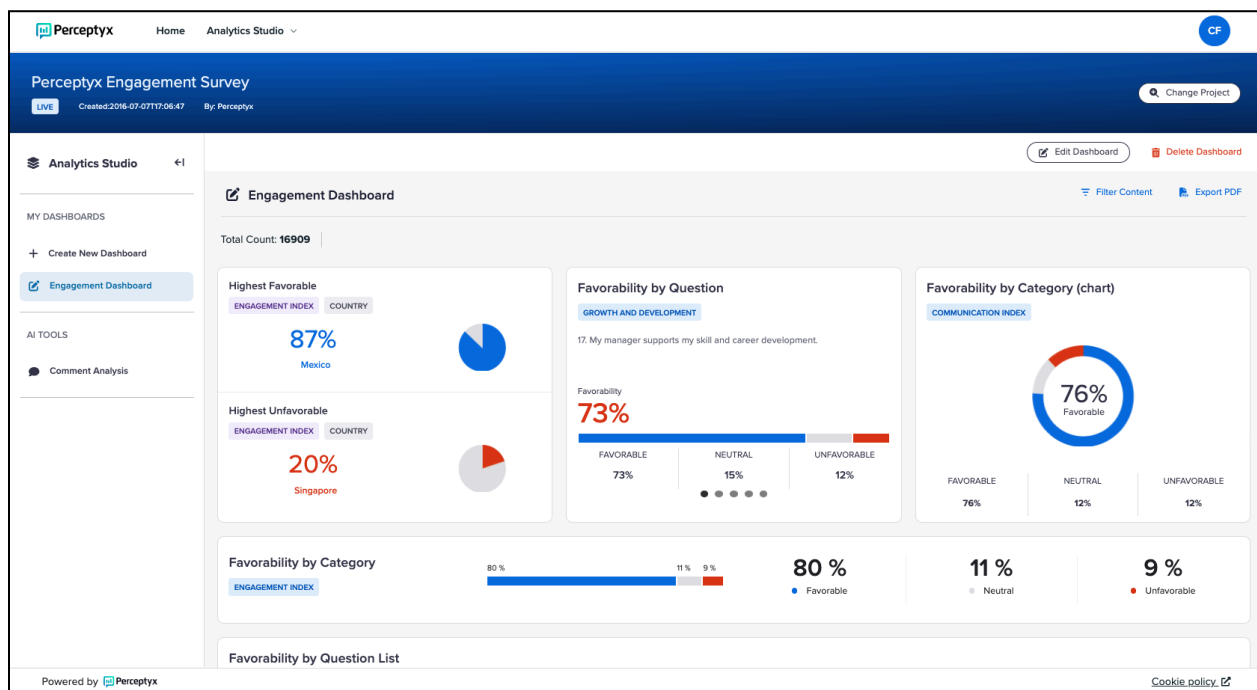 Perceptyx Home Analytics Studio
CF
Perceptyx Engagement Survey
LIVE Created:2016-07-07T17:06:47 By: Perceptyx
Change Project
Analytics Studio
MY DASHBOARDS
Create New Dashboard
Engagement Dashboard
AI TOOLS
Comment Analysis
Edit Dashboard Delete Dashboard
Engagement Dashboard
Filter Content Export PDF
Total Count: 16909
Highest Favorable
ENGAGEMENT INDEX COUNTRY
87%
Mexico
Highest Unfavorable
ENGAGEMENT INDEX COUNTRY
20%
Singapore
Favorability by Question
GROWTH AND DEVELOPMENT
17. My manager supports my skill and career development.
Favorability
73%
FAVORABLE NEUTRAL UNFAVORABLE
73% 15% 12%
Favorability by Category (chart)
COMMUNICATION INDEX
76%
Favorable
FAVORABLE NEUTRAL UNFAVORABLE
76% 12% 12%
Favorability by Category
ENGAGEMENT INDEX
80 % 11 % 9 %
80 % 11 % 9 %
Favorable Neutral Unfavorable
Favorability by Question List
Powered by Perceptyx
Cookie policy